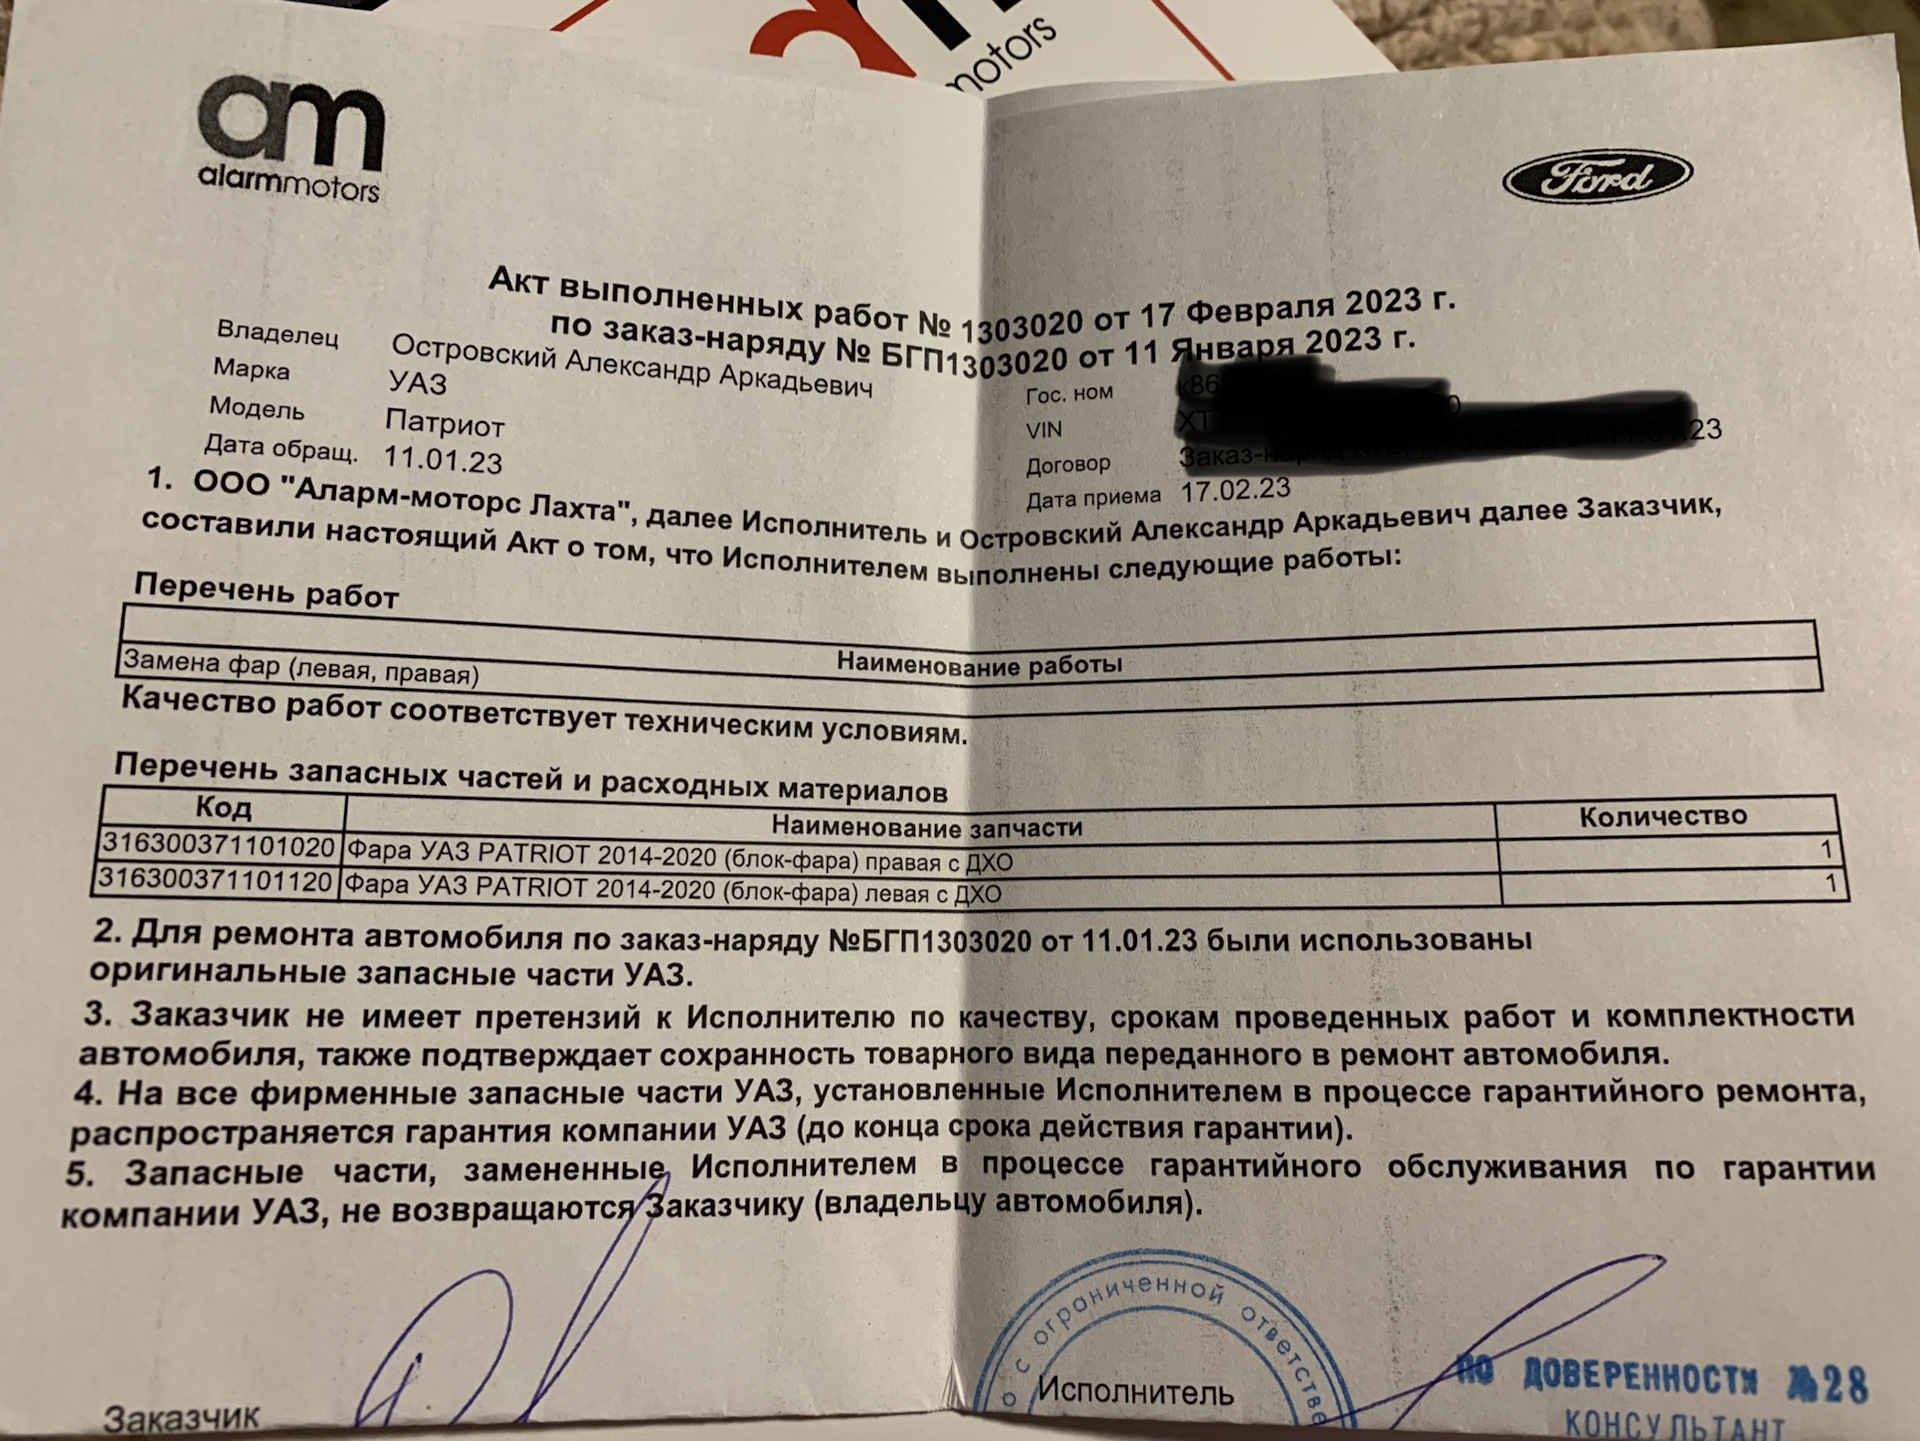 motors
am
alarmmotors
Ford
Акт выполненных работ № 1303020 от 17 Февраля 2023 г.
по заказ-наряду № БГП1303020 от 11 Января 2023 г.
Владелец Островский Александр Аркадьевич
Марка УАЗ
Модель Патриот
Дата обращ. 11.01.23
Гос. ном к86
VIN ХТ
Договор Заказ-наряд 23
Дата приема 17.02.23
1. ООО "Аларм-моторс Лахта", далее Исполнитель и Островский Александр Аркадьевич далее Заказчик,
составили настоящий Акт о том, что Исполнителем выполнены следующие работы:
Перечень работ
Наименование работы
Замена фар (левая, правая)
Качество работ соответствует техническим условиям.
Перечень запасных частей и расходных материалов
Код Наименование запчасти Количество
316300371101020 Фара УАЗ PATRIOT 2014-2020 (блок-фара) правая с ДХО 1
316300371101120 Фара УАЗ PATRIOT 2014-2020 (блок-фара) левая с ДХО 1
2. Для ремонта автомобиля по заказ-наряду №БГП1303020 от 11.01.23 были использованы
оригинальные запасные части УАЗ.
3. Заказчик не имеет претензий к Исполнителю по качеству, срокам проведенных работ и комплектности
автомобиля, также подтверждает сохранность товарного вида переданного в ремонт автомобиля.
4. На все фирменные запасные части УАЗ, установленные Исполнителем в процессе гарантийного ремонта,
распространяется гарантия компании УАЗ (до конца срока действия гарантии).
5. Запасные части, замененные Исполнителем в процессе гарантийного обслуживания по гарантии
компании УАЗ, не возвращаются Заказчику (владельцу автомобиля).
о с ограниченной ответстве
Заказчик
Исполнитель
ПО ДОВЕРЕННОСТИ №28
КОНСУЛЬТАНТ